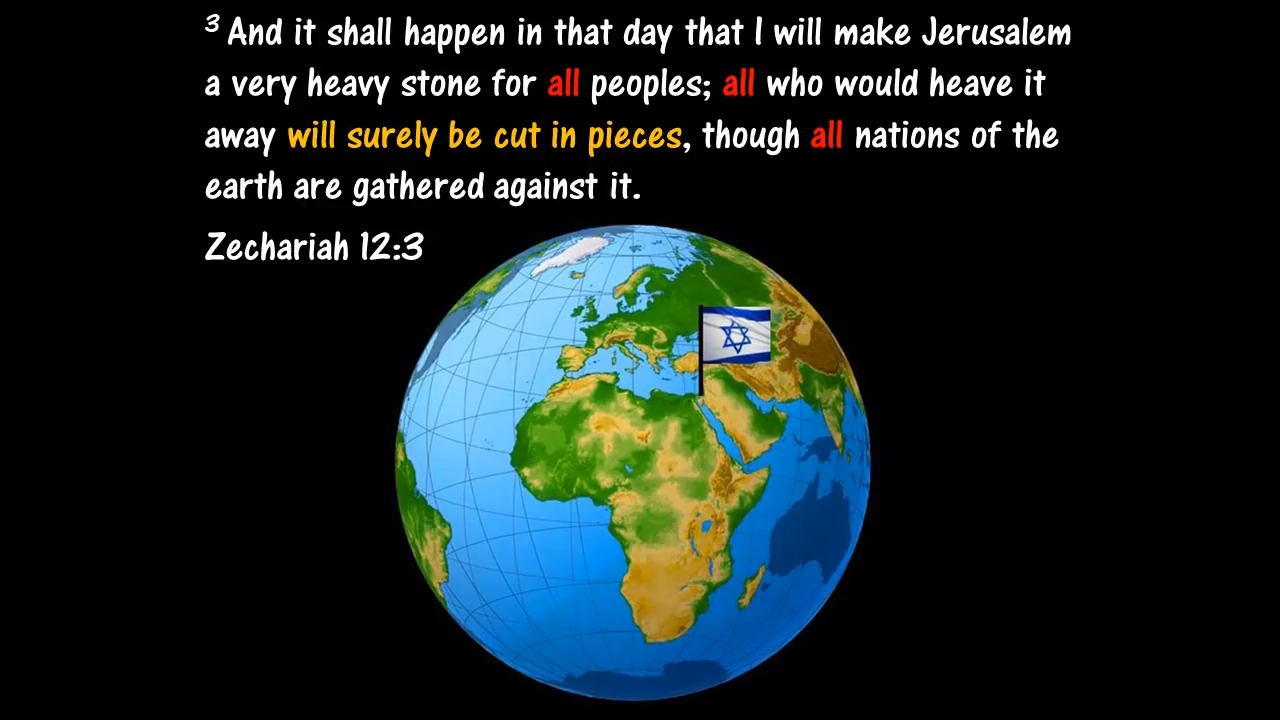 3 And it shall happen in that day that I will make Jerusalem
a very heavy stone for all peoples; all who would heave it
away will surely be cut in pieces, though all nations of the
earth are gathered against it.
Zechariah 12:3